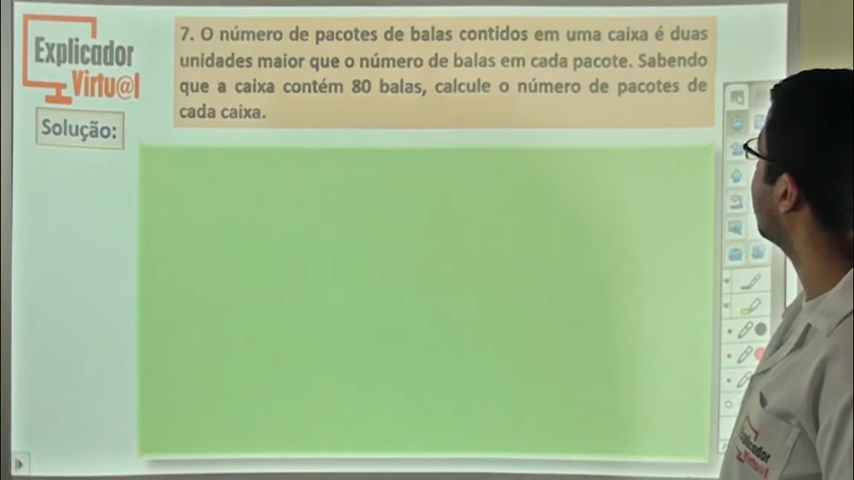 Explicador
Virtu@l
7. O número de pacotes de balas contidos em uma caixa é duas
unidades maior que o número de balas em cada pacote. Sabendo
que a caixa contém 80 balas, calcule o número de pacotes de
cada caixa.
Solução:
Explicador
Virtu@l